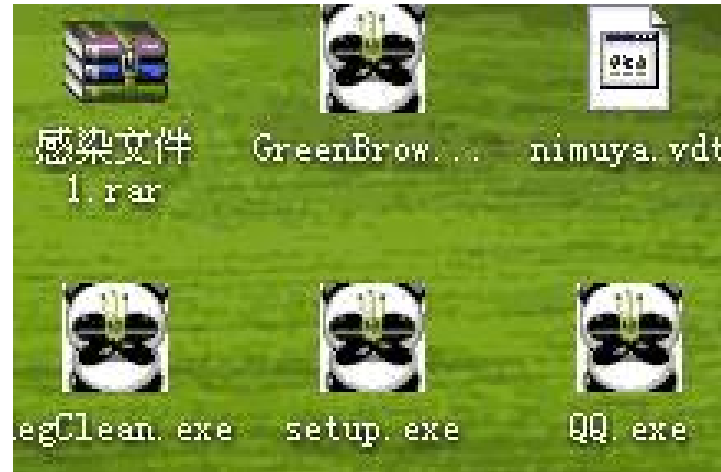 感染文件
1.rar
GreenBrow...
nimuya.vdt
egClean.exe
setup.exe
QQ.exe